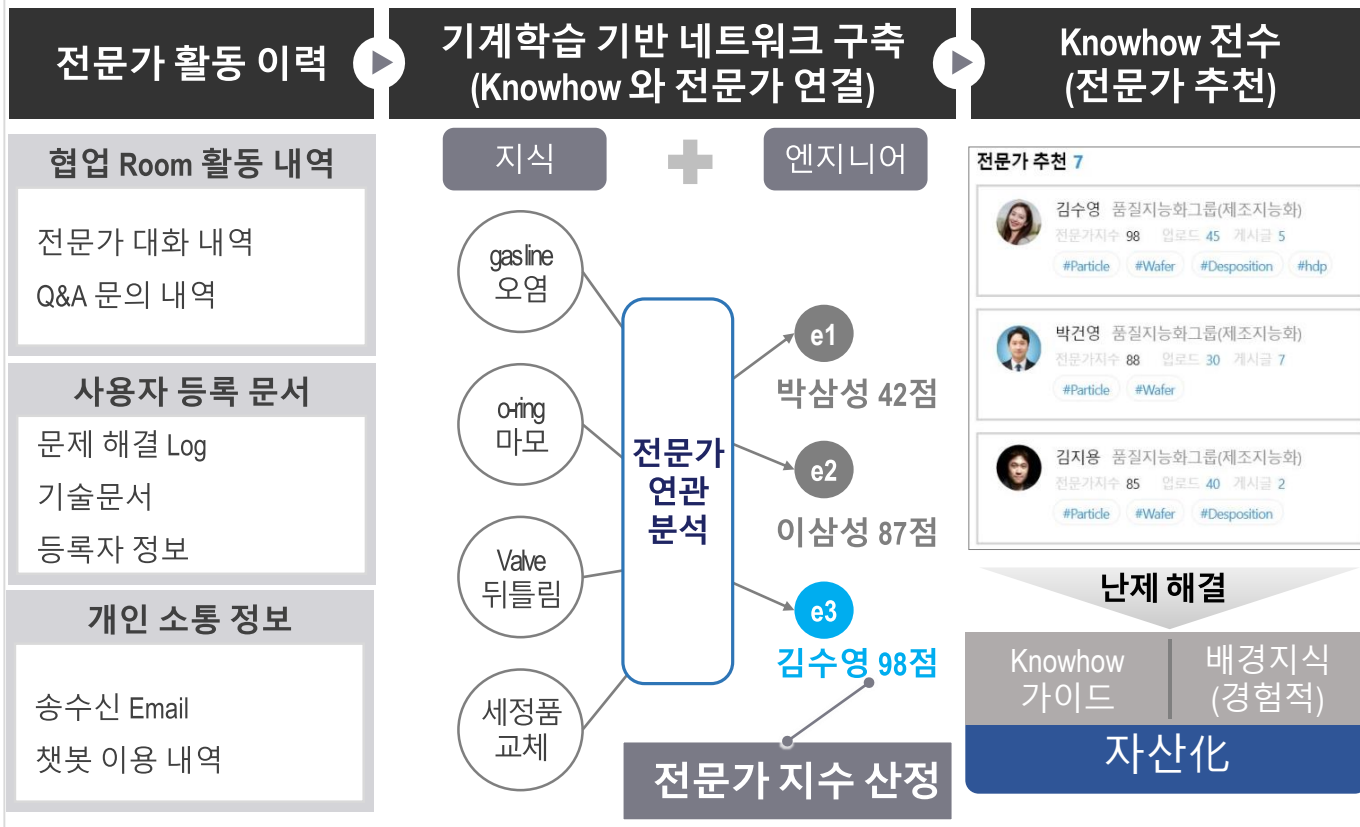 전문가 활동 이력
기계학습 기반 네트워크 구축
(Knowhow 와 전문가 연결)
Knowhow 전수
(전문가 추천)
협업 Room 활동 내역
전문가 대화 내역
Q&A 문의 내역
사용자 등록 문서
문제 해결 Log
기술문서
등록자 정보
개인 소통 정보
송수신 Email
챗봇 이용 내역
지식
엔지니어
gas line
오염
o-ring
마모
Valve
뒤틀림
세정품
교체
전문가
연관
분석
e1
박삼성 42점
e2
이삼성 87점
e3
김수영 98점
전문가 지수 산정
전문가 추천 7
김수영 품질지능화그룹(제조지능화)
전문가지수 98 업로드 45 게시글 5
#Particle #Wafer #Desposition #hdp
박건영 품질지능화그룹(제조지능화)
전문가지수 88 업로드 30 게시글 7
#Particle #Wafer
김지용 품질지능화그룹(제조지능화)
전문가지수 85 업로드 40 게시글 2
#Particle #Wafer #Desposition
난제 해결
Knowhow
가이드
배경지식
(경험적)
자산化